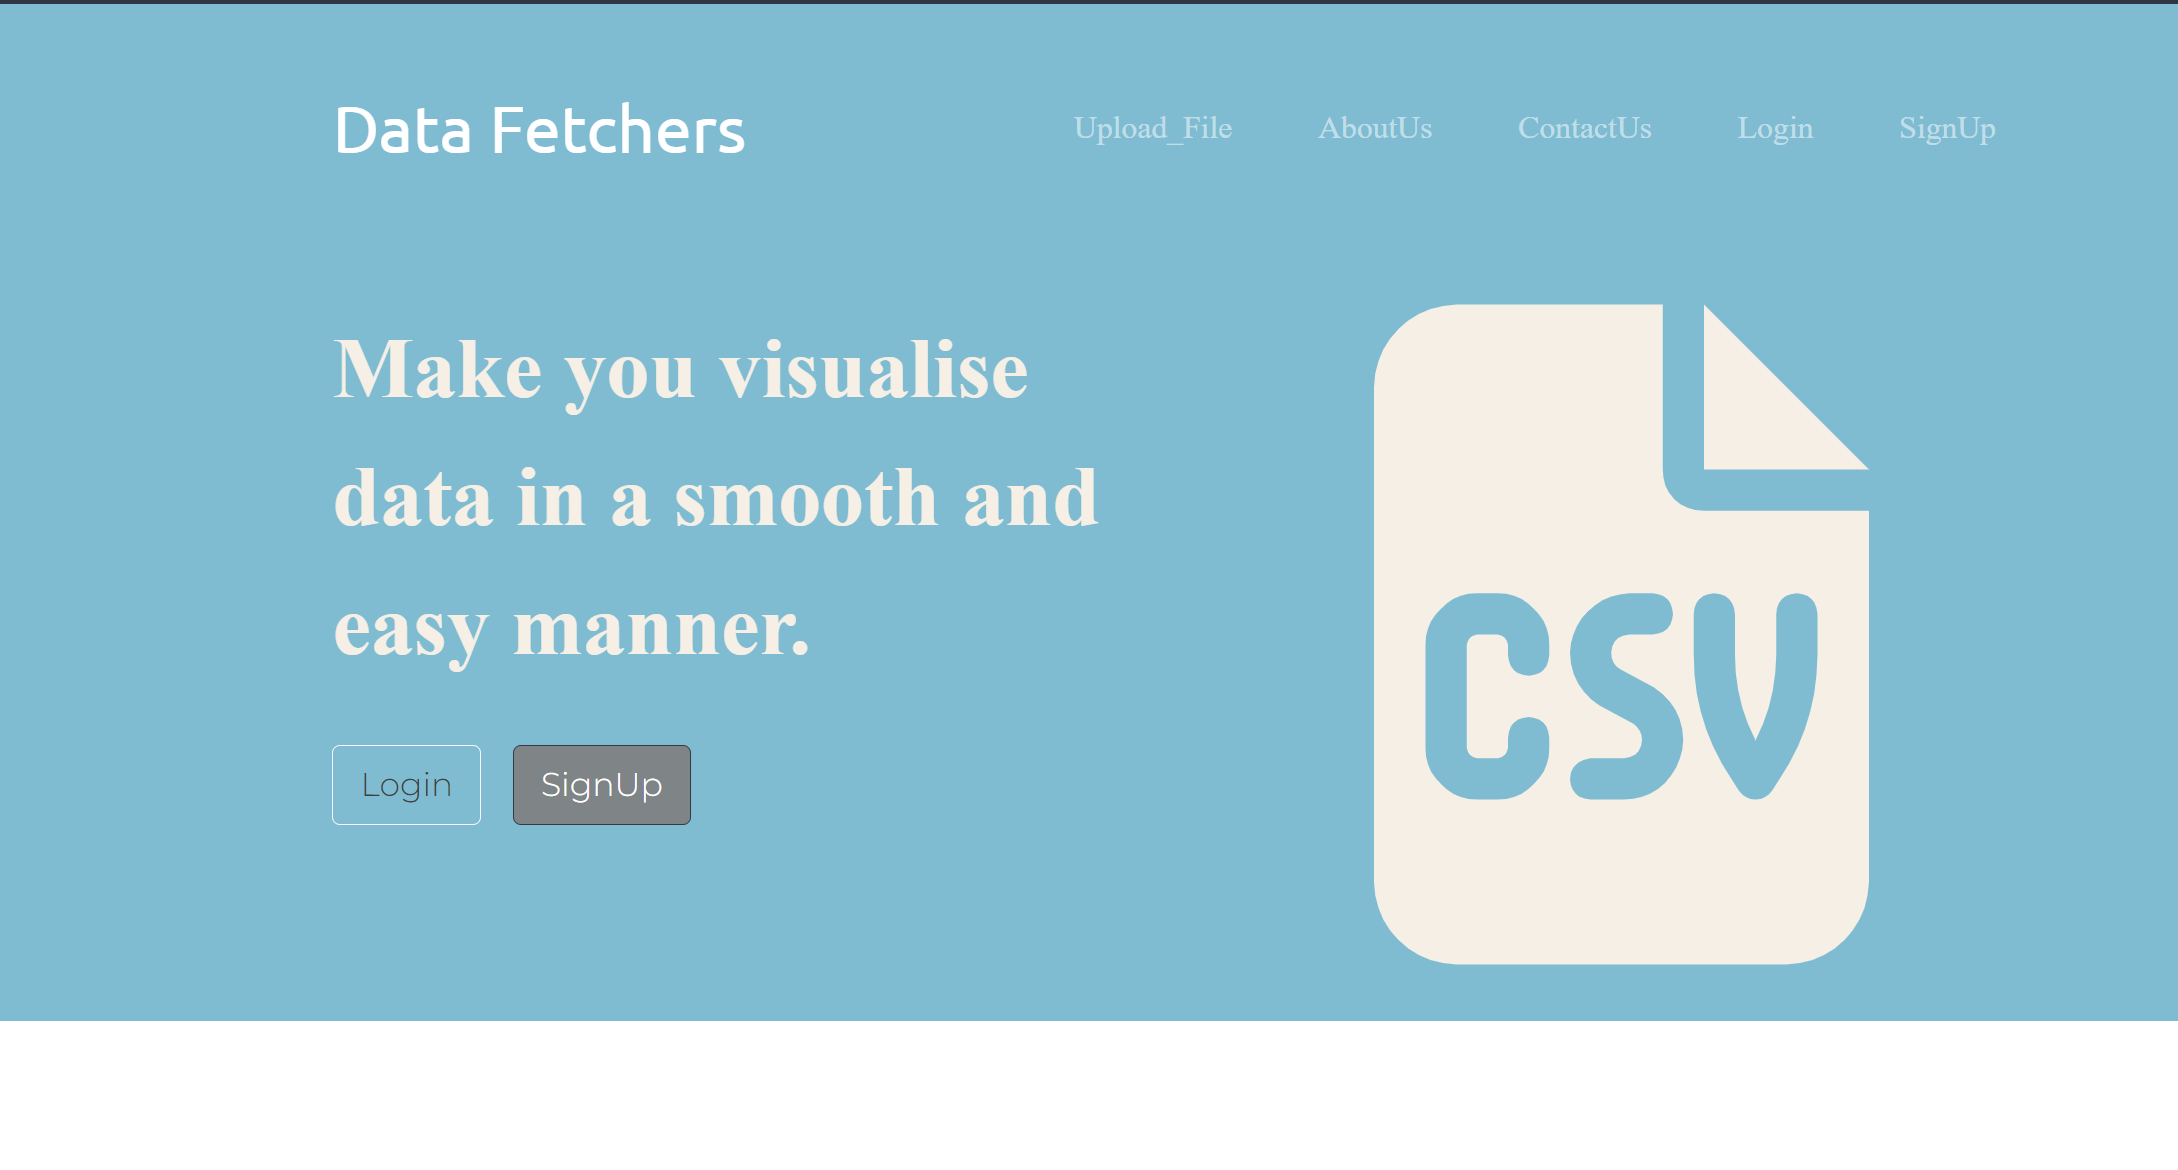 Data Fetchers
Upload_File AboutUs ContactUs Login SignUp
Make you visualise
data in a smooth and
easy manner.
Login SignUp
CSV